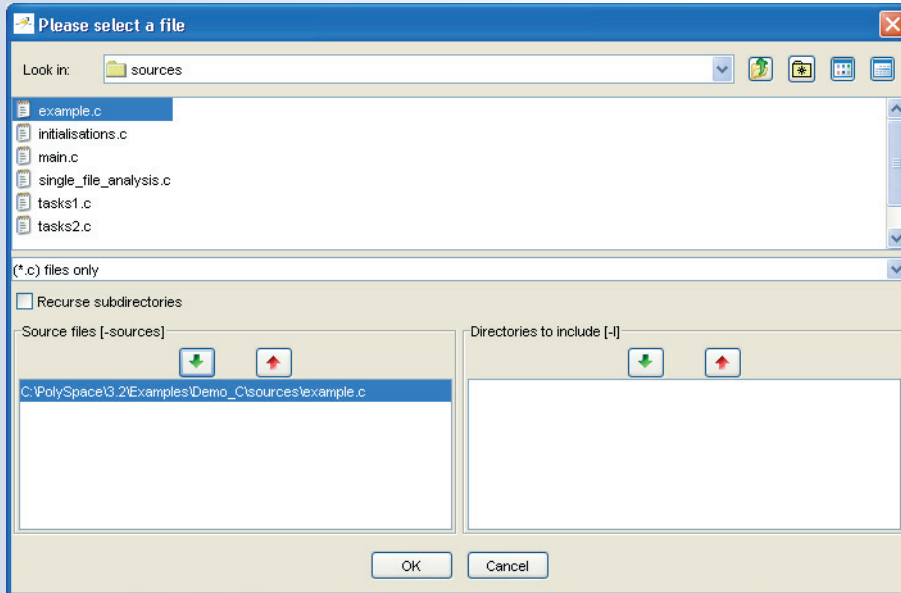 Please select a file
Look in: sources
example.c
initialisations.c
main.c
single_file_analysis.c
tasks1.c
tasks2.c
(*.c) files only
Recurse subdirectories
Source files [-sources] Directories to include [-I]
C:\PolySpace\3.2\Examples\Demo_C\sources\example.c
OK Cancel